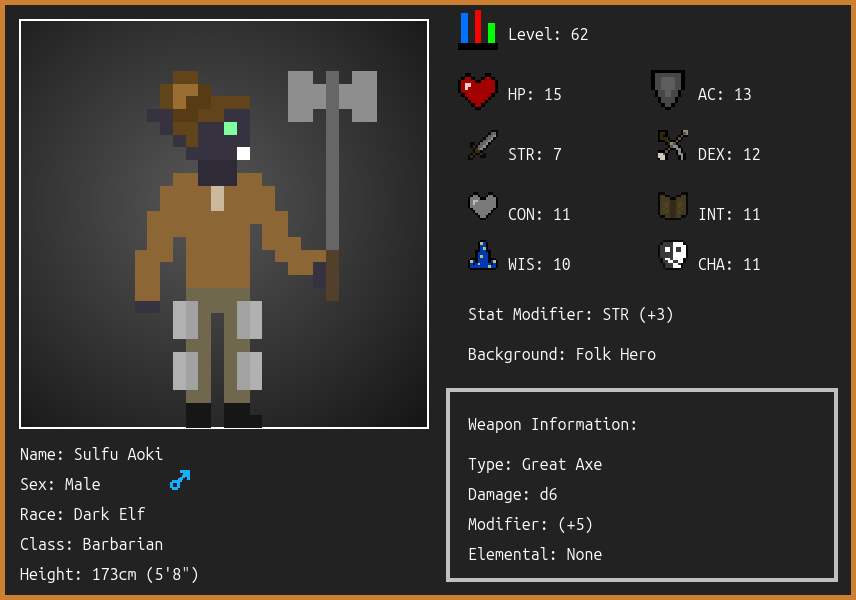 Level: 62
HP: 15
AC: 13
STR: 7
DEX: 12
CON: 11
INT: 11
WIS: 10
CHA: 11
Stat Modifier: STR (+3)
Background: Folk Hero
Weapon Information:
Type: Great Axe
Damage: d6
Modifier: (+5)
Elemental: None
Name: Sulfu Aoki
Sex: Male
Race: Dark Elf
Class: Barbarian
Height: 173cm (5'8")